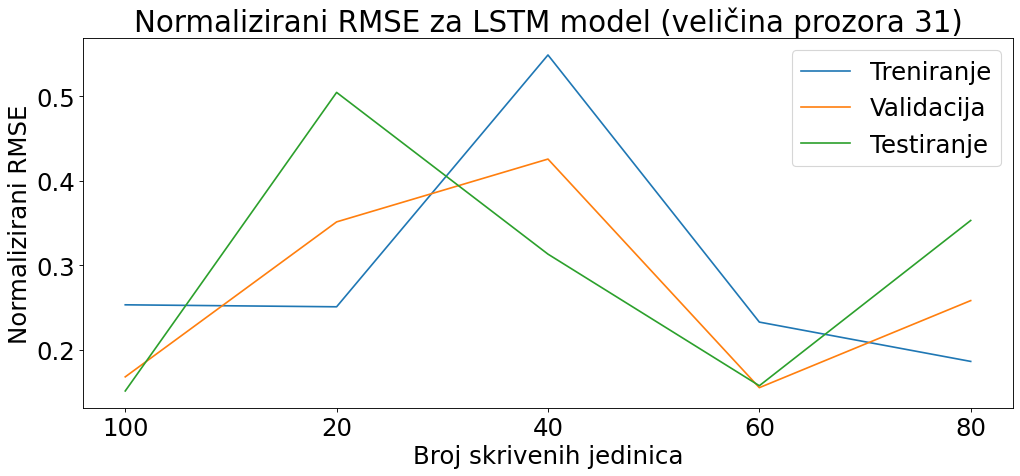 Normalizirani RMSE za LSTM model (veličina prozora 31)
Normalizirani RMSE
0.5
0.4
0.3
0.2
Treniranje
Validacija
Testiranje
100 20 40 60 80
Broj skrivenih jedinica